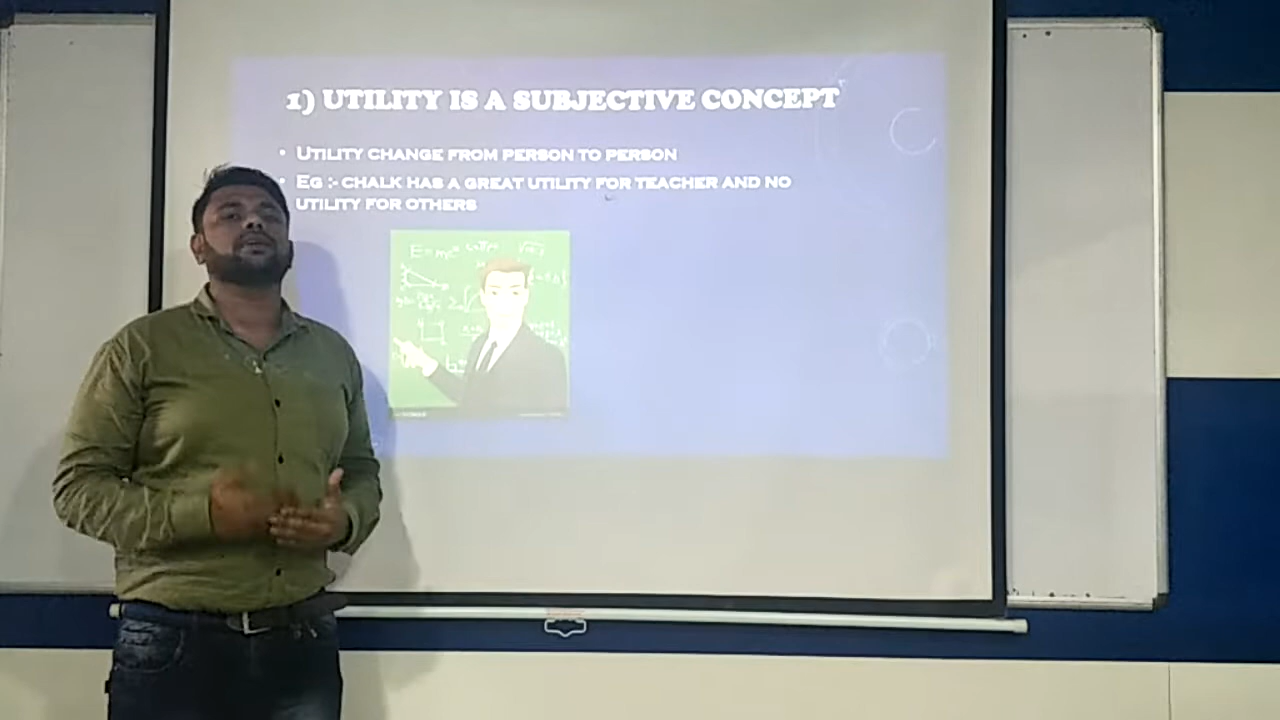 1) UTILITY IS A SUBJECTIVE CONCEPT
• UTILITY CHANGE FROM PERSON TO PERSON
• EG :- CHALK HAS A GREAT UTILITY FOR TEACHER AND NO
UTILITY FOR OTHERS